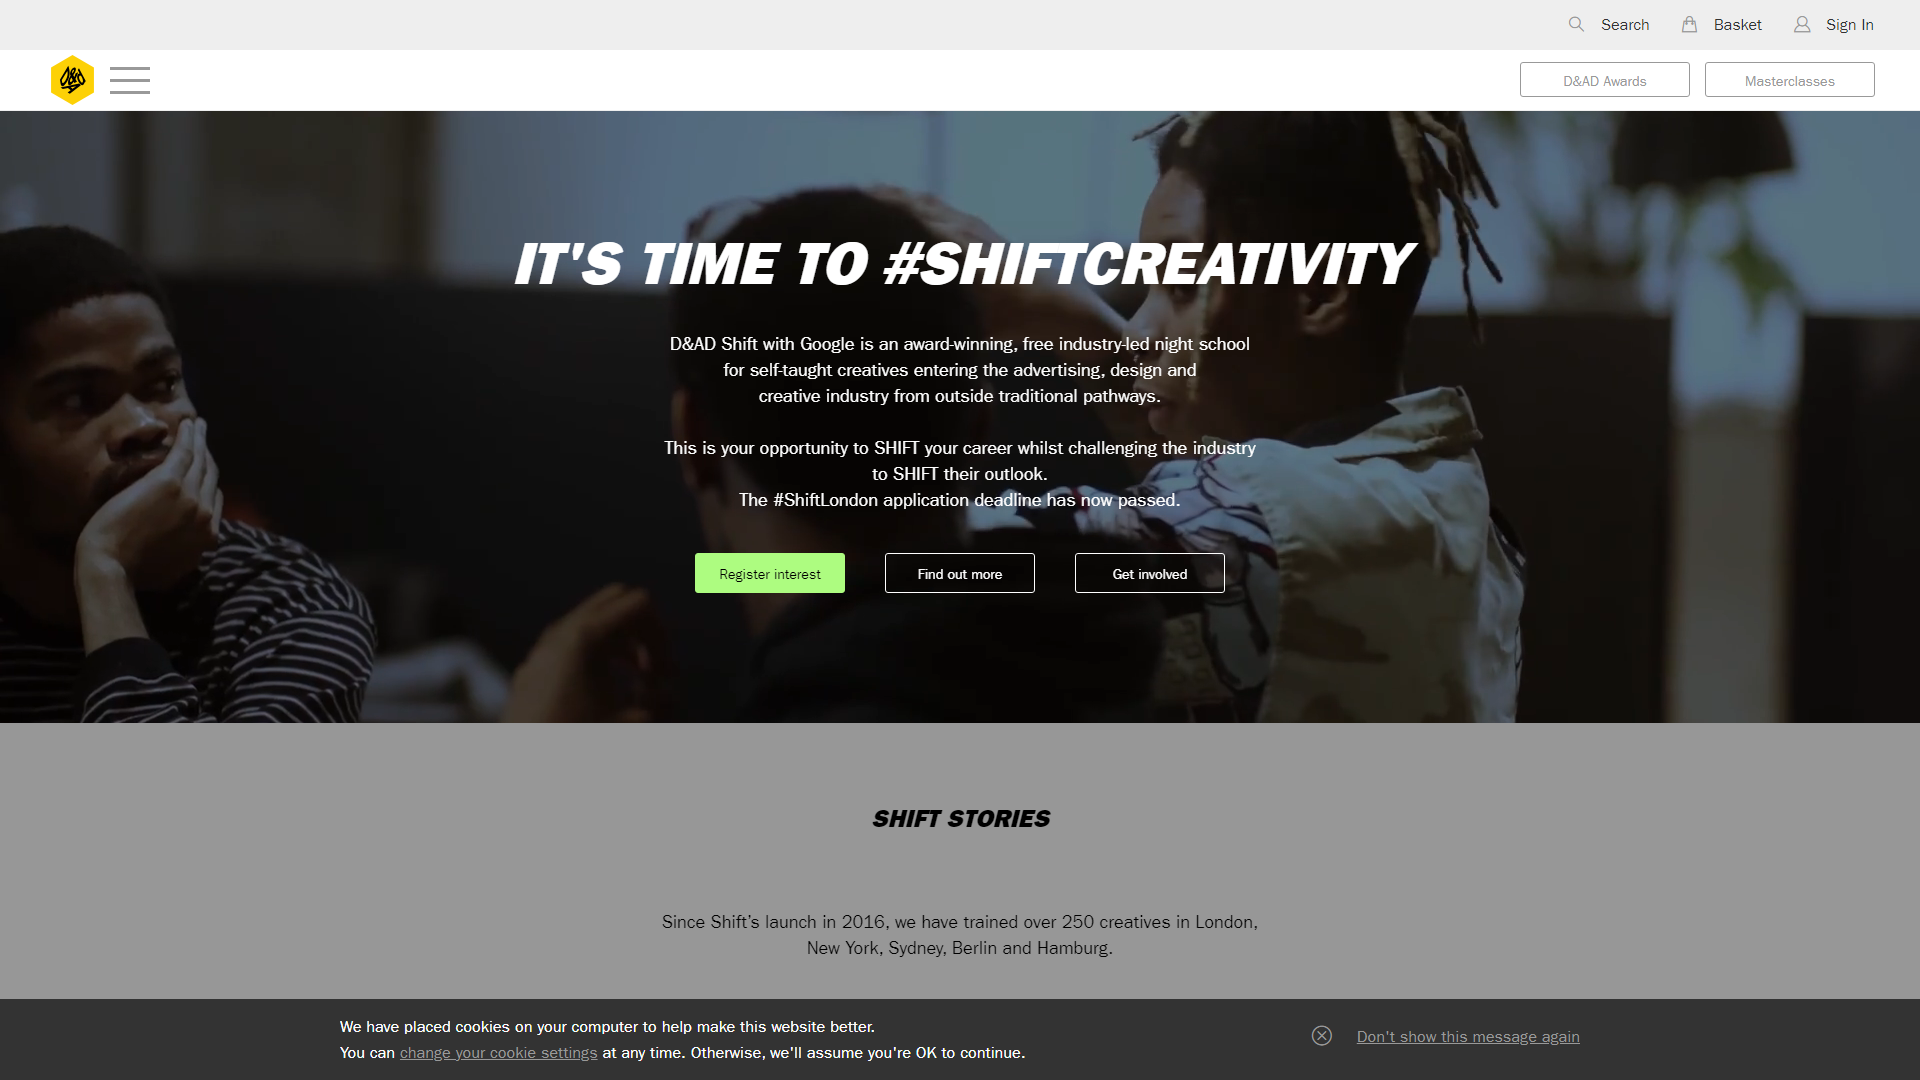 Search
Basket
Sign In
D&AD
D&AD Awards
Masterclasses
IT'S TIME TO #SHIFTCREATIVITY
D&AD Shift with Google is an award-winning, free industry-led night school
for self-taught creatives entering the advertising, design and
creative industry from outside traditional pathways.
This is your opportunity to SHIFT your career whilst challenging the industry
to SHIFT their outlook.
The #ShiftLondon application deadline has now passed.
Register interest
Find out more
Get involved
SHIFT STORIES
Since Shift’s launch in 2016, we have trained over 250 creatives in London,
New York, Sydney, Berlin and Hamburg.
We have placed cookies on your computer to help make this website better.
You can change your cookie settings at any time. Otherwise, we'll assume you're OK to continue.
Don't show this message again